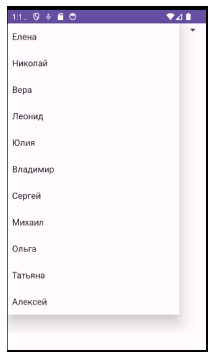 Елена
Николай
Вера
Леонид
Юлия
Владимир
Сергей
Михаил
Ольга
Татьяна
Алексей